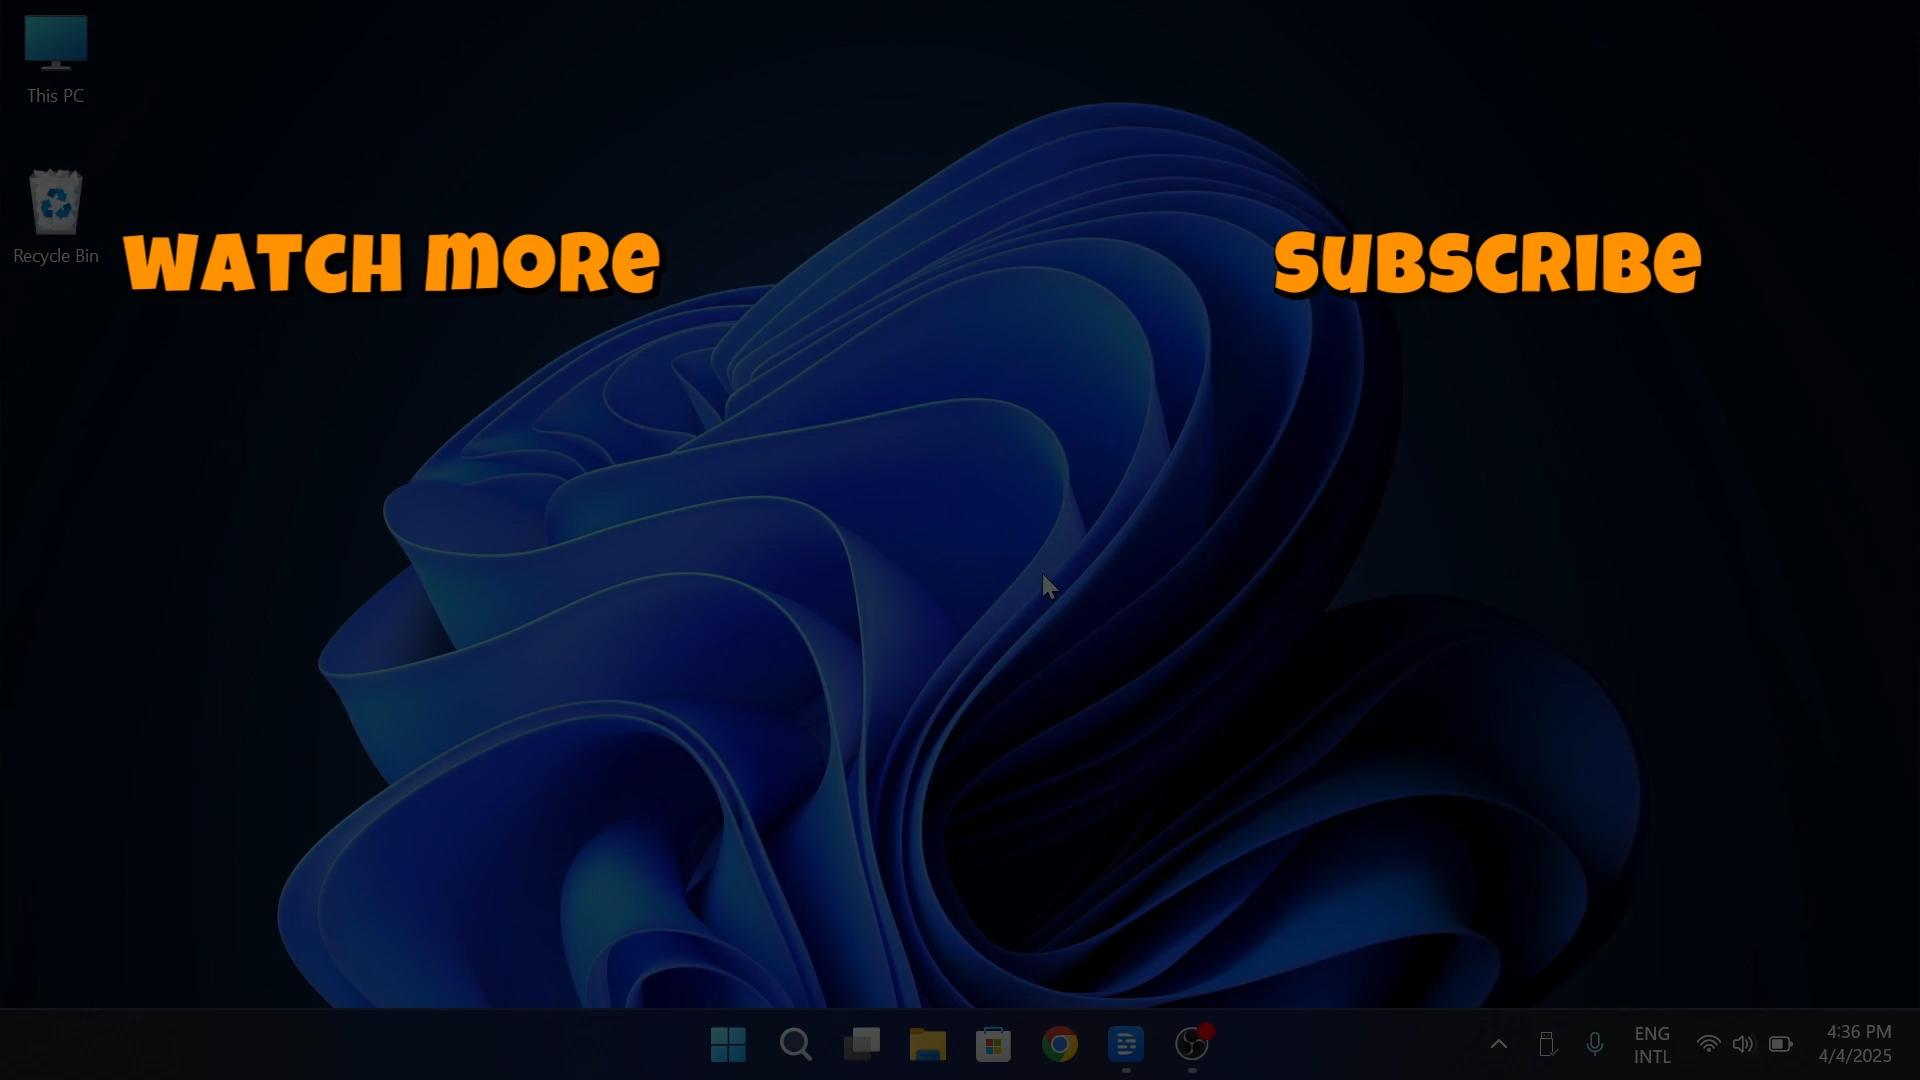 This PC
Recycle Bin
WATCH MORE
SUBSCRIBE
ENG
INTL
4:36 PM
4/4/2025